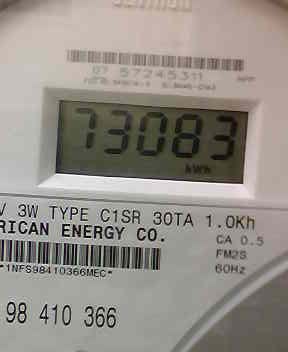 07 57245311
73083
kWh
V 3W TYPE C1SR 30TA 1.0Kh
RICAN ENERGY CO.
CA 0.5
FM2S
60Hz
*1NFS98410366MEC*
98 410 366